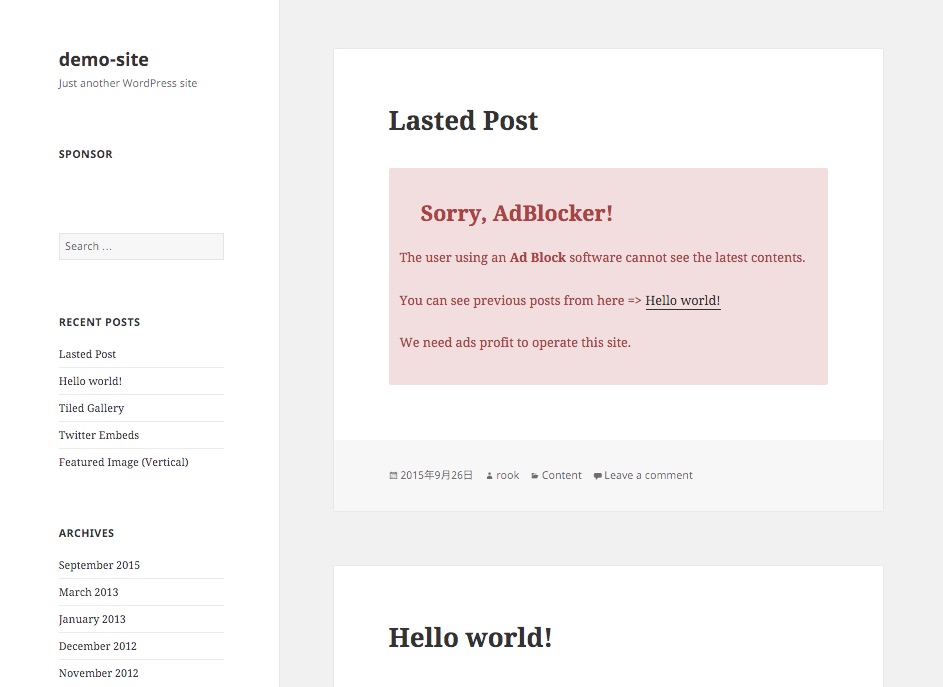 demo-site
Just another WordPress site
SPONSOR
Search ...
RECENT POSTS
Lasted Post
Hello world!
Tiled Gallery
Twitter Embeds
Featured Image (Vertical)
ARCHIVES
September 2015
March 2013
January 2013
December 2012
November 2012
Lasted Post
Sorry, AdBlocker!
The user using an Ad Block software cannot see the latest contents.
You can see previous posts from here => Hello world!
We need ads profit to operate this site.
2015年9月26日 rook Content Leave a comment
Hello world!